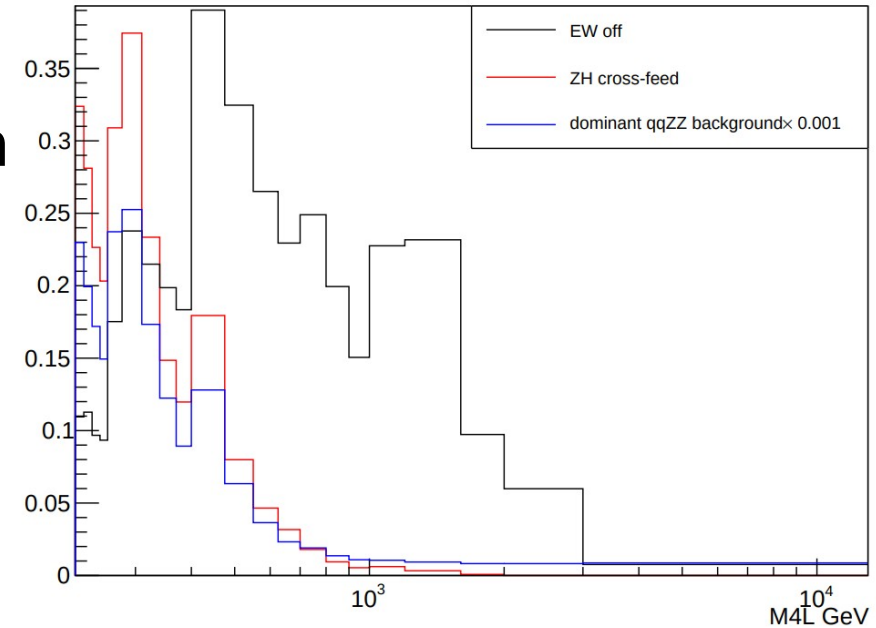 EW off
ZH cross-feed
dominant qqZZ background× 0.001
0.35
0.3
n
0.25
0.2
0.15
0.1
0.05
0
10³
10⁴
M4L GeV